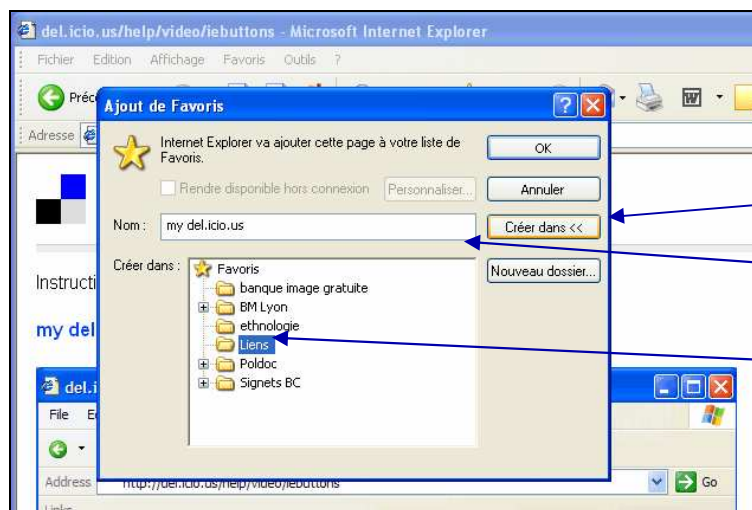 del.icio.us/help/video/iebuttons - Microsoft Internet Explorer
Fichier Edition Affichage Favoris Outils ?
Préc
Ajout de Favoris
Adresse
Internet Explorer va ajouter cette page à votre liste de
Favoris.
OK
Rendre disponible hors connexion Personnaliser...
Annuler
Nom : my del.icio.us
Créer dans <<
Créer dans :
Favoris
Nouveau dossier...
banque image gratuite
BM Lyon
ethnologie
Liens
Poldoc
Signets BC
Instructi
my del
del.i
File E
Address http://del.icio.us/help/video/iebuttons Go
Links